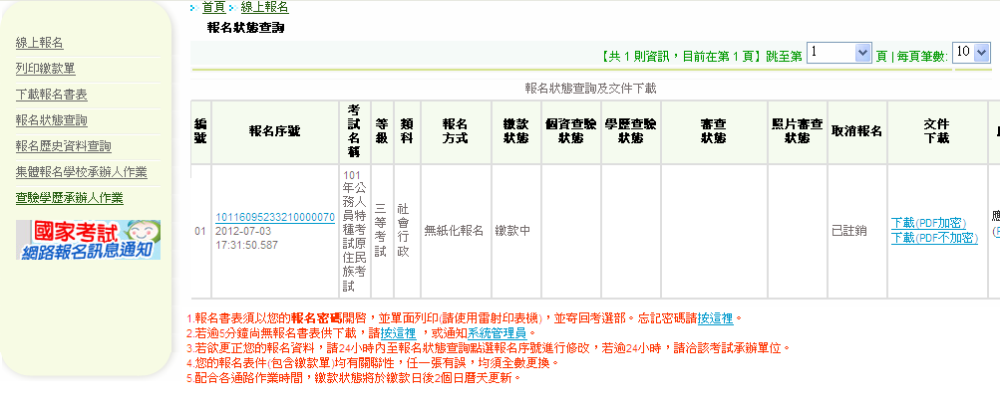 首頁 線上報名
報名狀態查詢
線上報名
列印繳款單
下載報名書表
報名狀態查詢
報名歷史資料查詢
集體報名學校承辦人作業
查驗學歷承辦人作業
國家考試
網路報名訊息通知
【共 1 則資訊，目前在第 1 頁】跳至第 1 頁 | 每頁筆數: 10
報名狀態查詢及文件下載
編號 報名序號 考試名稱 等級 類科 報名方式 繳款狀態 個資查驗狀態 學歷查驗狀態 審查狀態 照片審查狀態 取消報名 文件下載
01 10116095233210000070 2012-07-03 17:31:50.587 101年公務人員特種考試原住民族考試 三等考試 社會行政 無紙化報名 繳款中 已註銷 下載(PDF加密) 下載(PDF不加密) 應
1.報名書表須以您的報名密碼開啓，並單面列印(請使用雷射印表機)，並寄回考選部。忘記密碼請按這裡。
2.若逾5分鐘尚無報名書表供下載，請按這裡，或通知系統管理員。
3.若欲更正您的報名資料，請24小時內至報名狀態查詢點選報名序號進行修改，若逾24小時，請洽該考試承辦單位。
4.您的報名表件(包含繳款單)均有關聯性，任一張有誤，均須全數更換。
5.配合各通路作業時間，繳款狀態將於繳款日後2個日曆天更新。